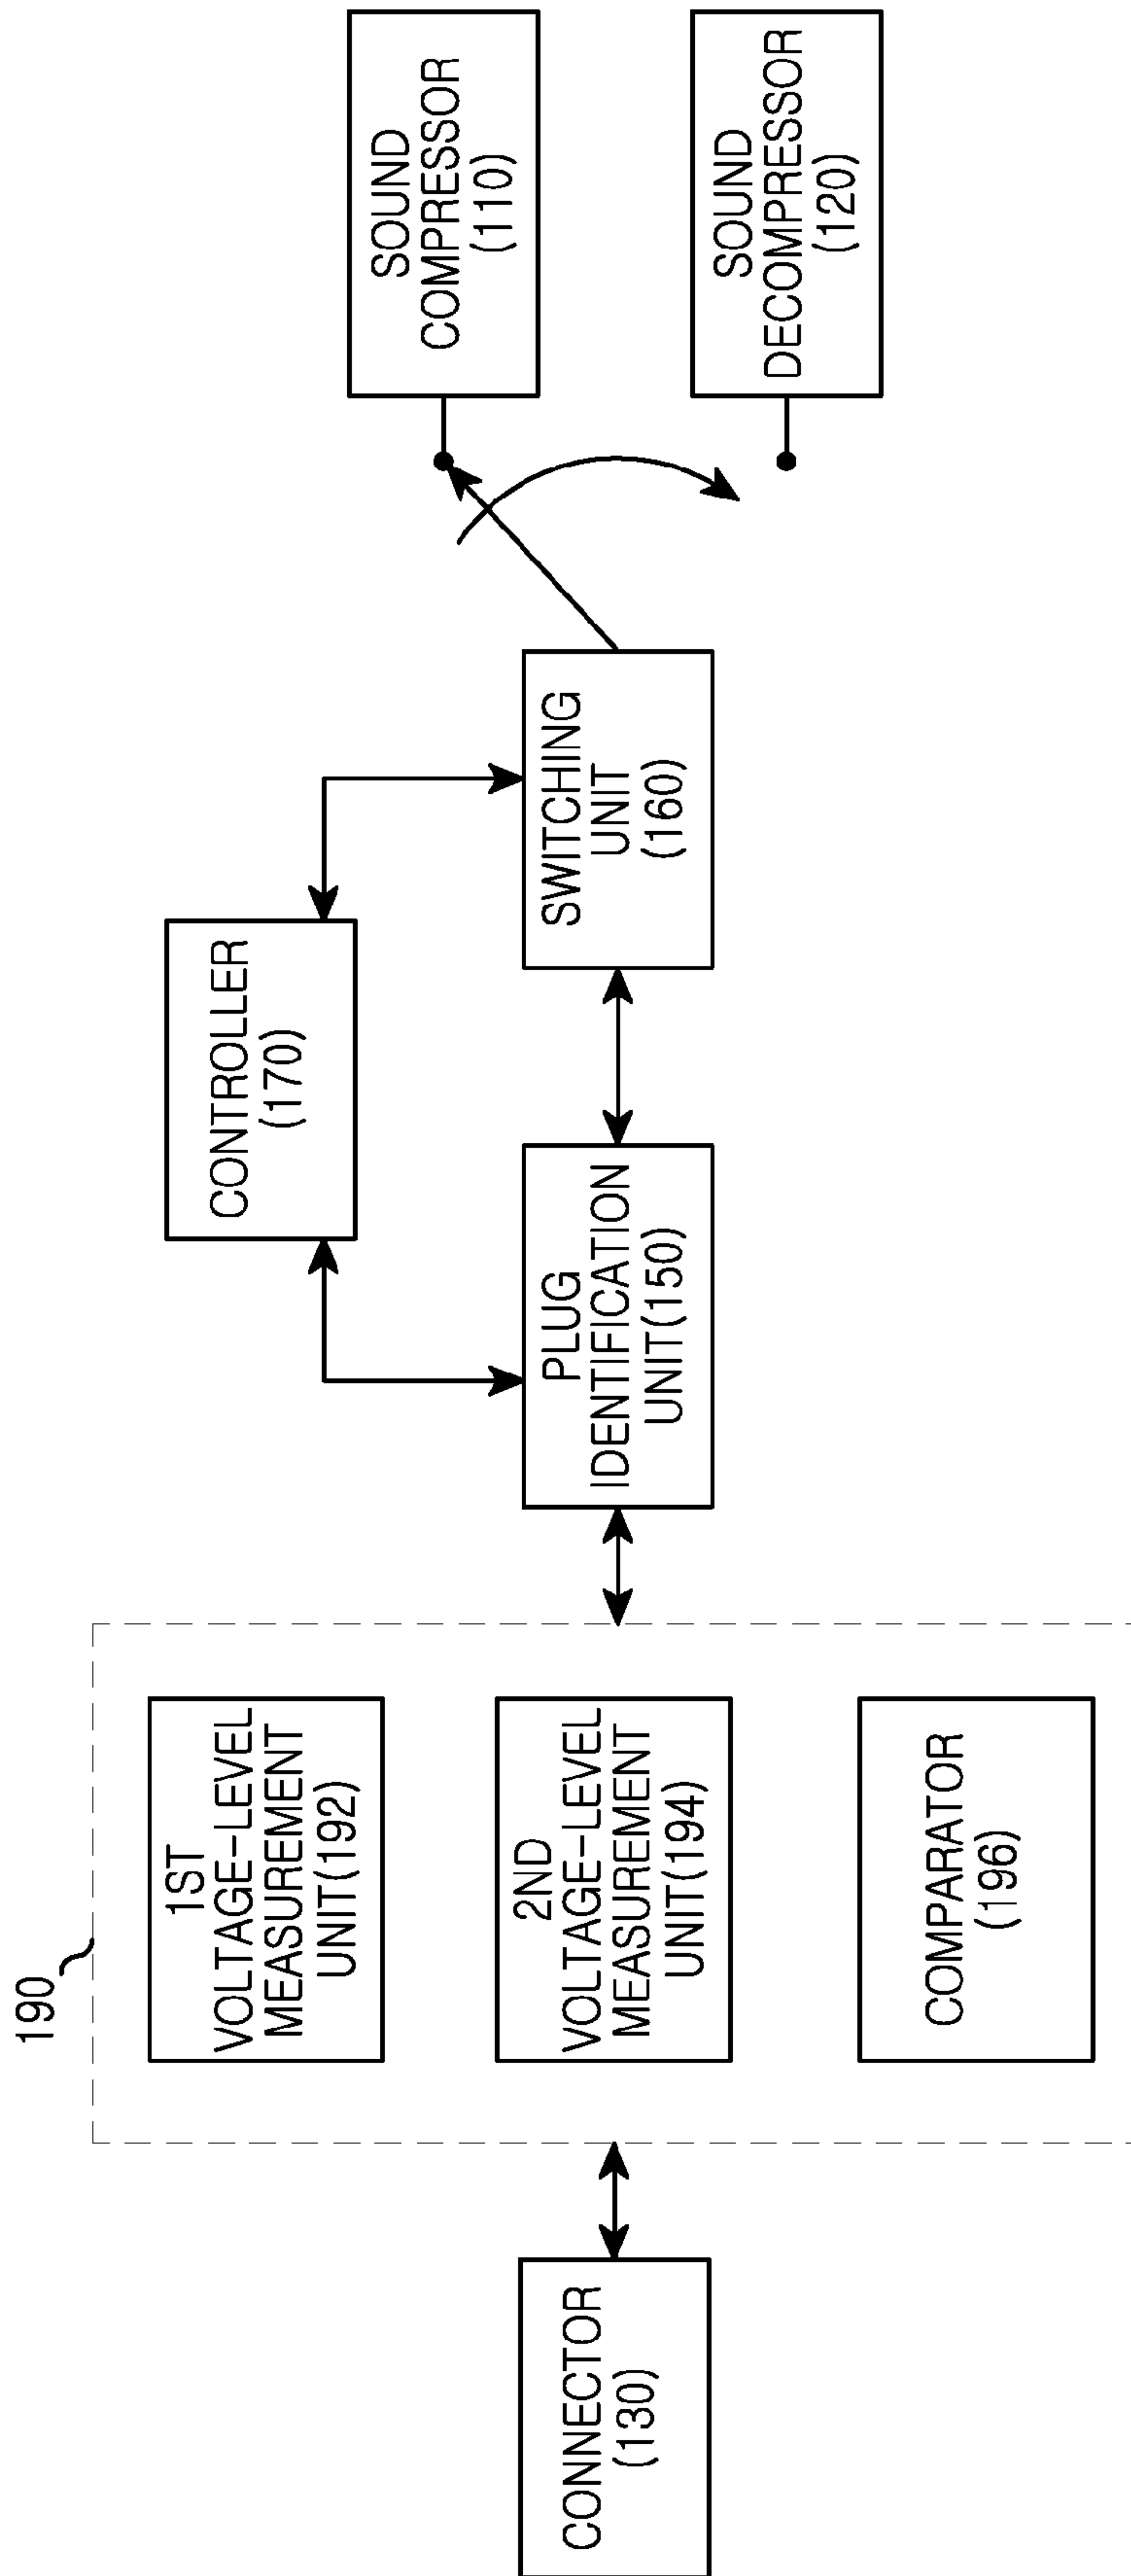 190
CONNECTOR
(130)
1ST
VOLTAGE-LEVEL
MEASUREMENT
UNIT(192)
2ND
VOLTAGE-LEVEL
MEASUREMENT
UNIT(194)
COMPARATOR
(196)
PLUG
IDENTIFICATION
UNIT(150)
CONTROLLER
(170)
SWITCHING
UNIT
(160)
SOUND
COMPRESSOR
(110)
SOUND
DECOMPRESSOR
(120)